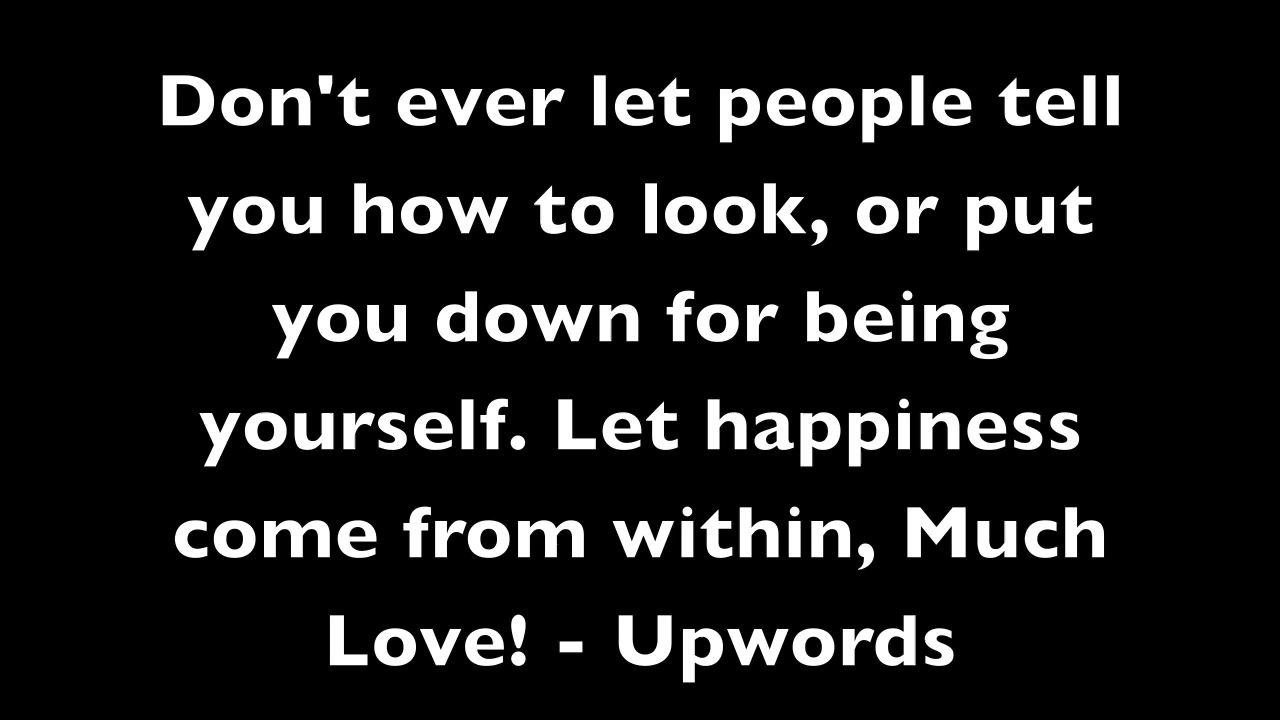 Don't ever let people tell
you how to look, or put
you down for being
yourself. Let happiness
come from within, Much
Love! - Upwords